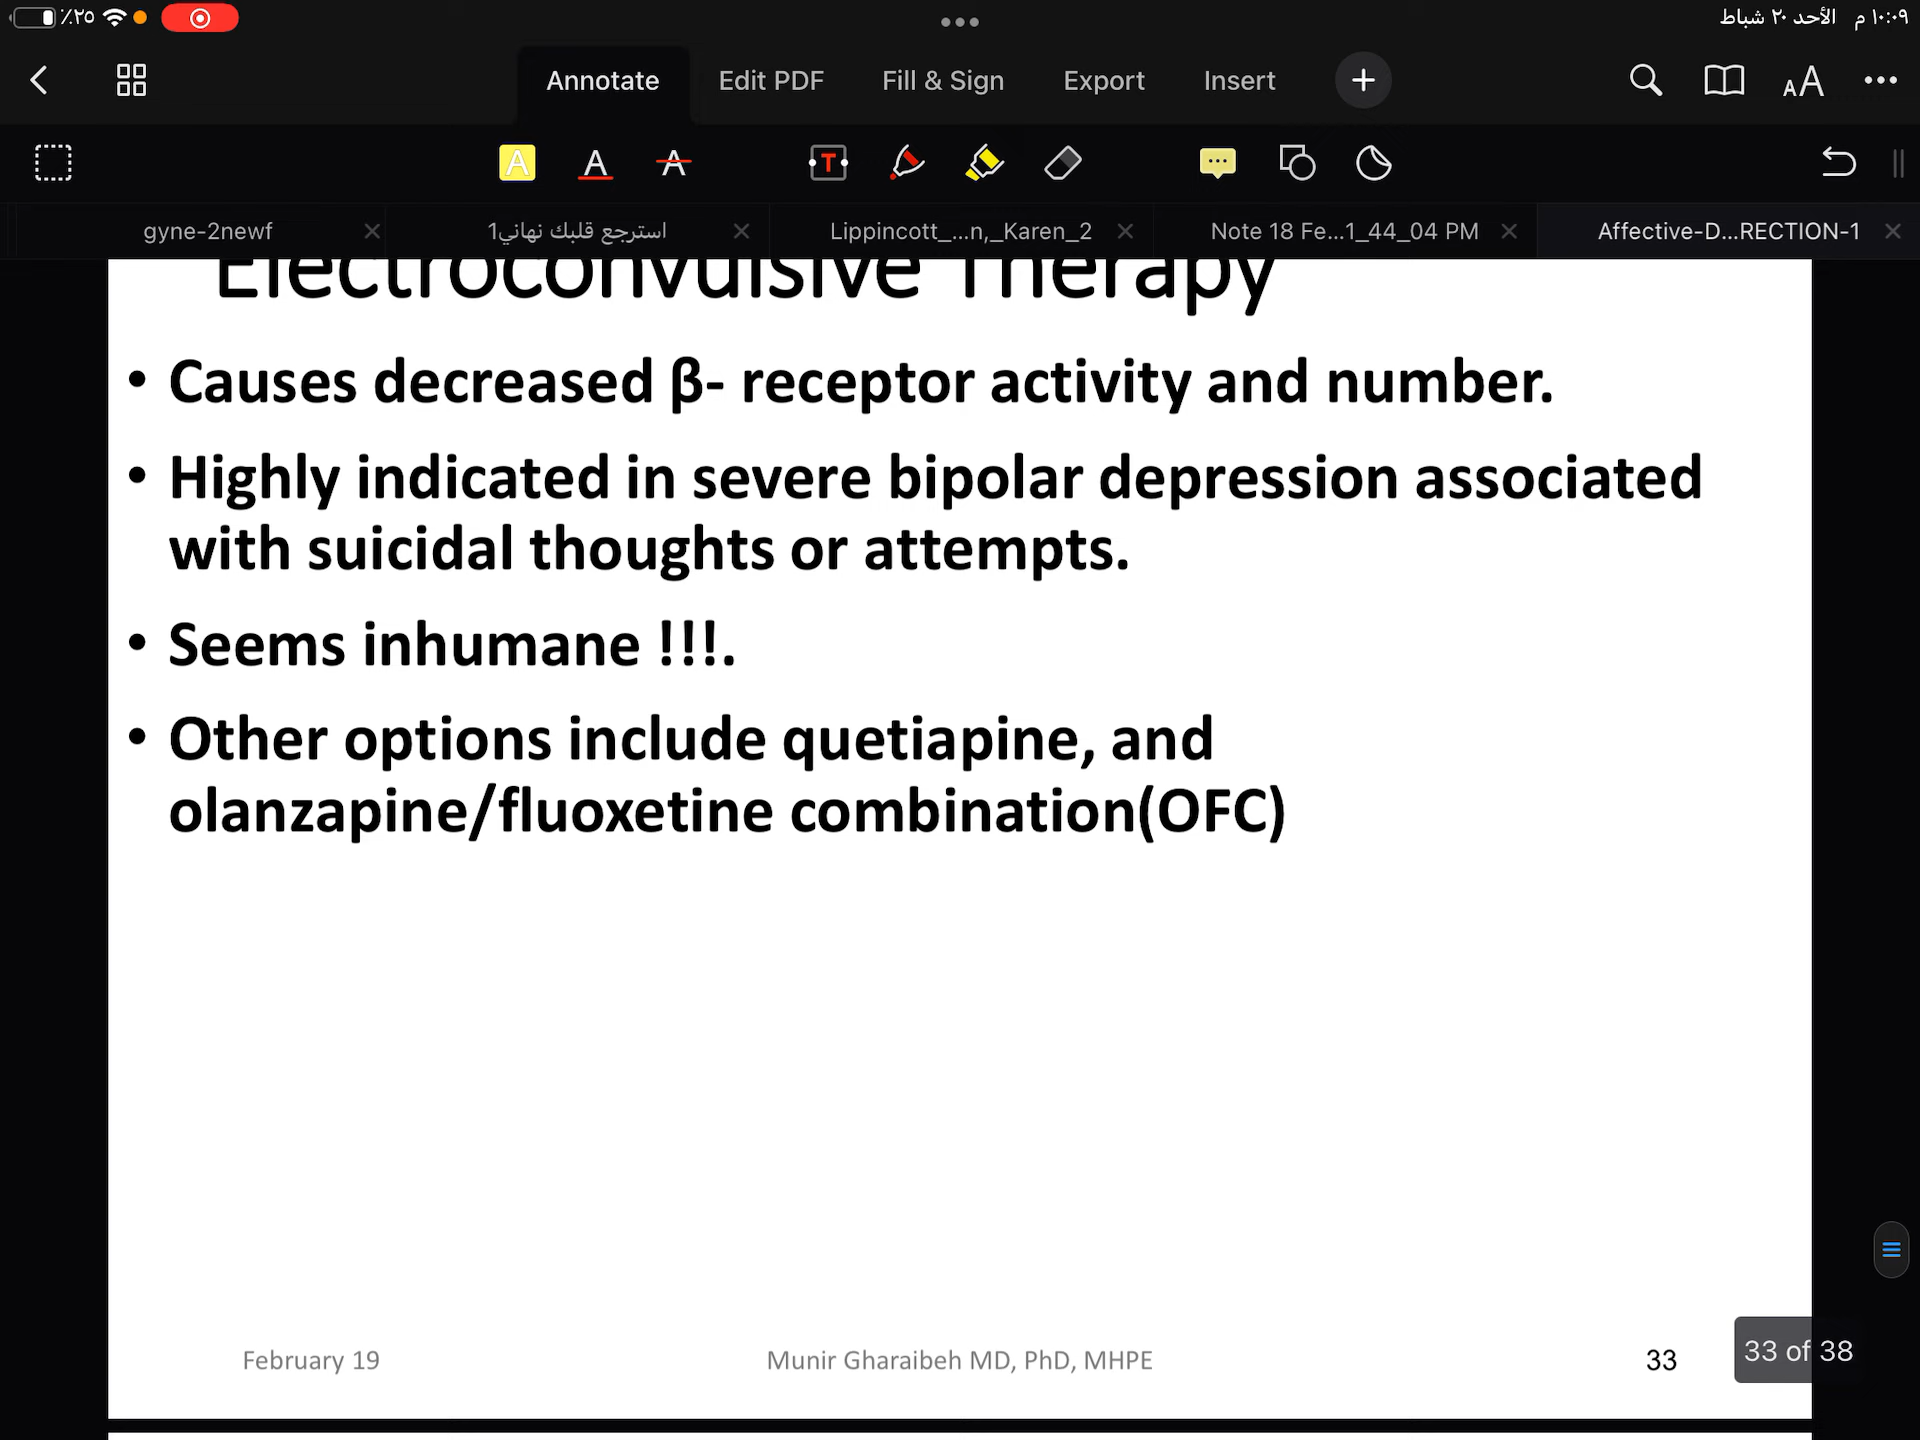 ٪٢٥
١٠:٠٩ م الأحد ٢٠ شباط
Annotate Edit PDF Fill & Sign Export Insert
gyne-2newf
استرجع قلبك نهاني1
Lippincott_...n,_Karen_2
Note 18 Fe...1_44_04 PM
Affective-D...RECTION-1
Electroconvulsive Therapy
• Causes decreased β- receptor activity and number.
• Highly indicated in severe bipolar depression associated
with suicidal thoughts or attempts.
• Seems inhumane !!!.
• Other options include quetiapine, and
olanzapine/fluoxetine combination(OFC)
February 19
Munir Gharaibeh MD, PhD, MHPE
33
33 of 38